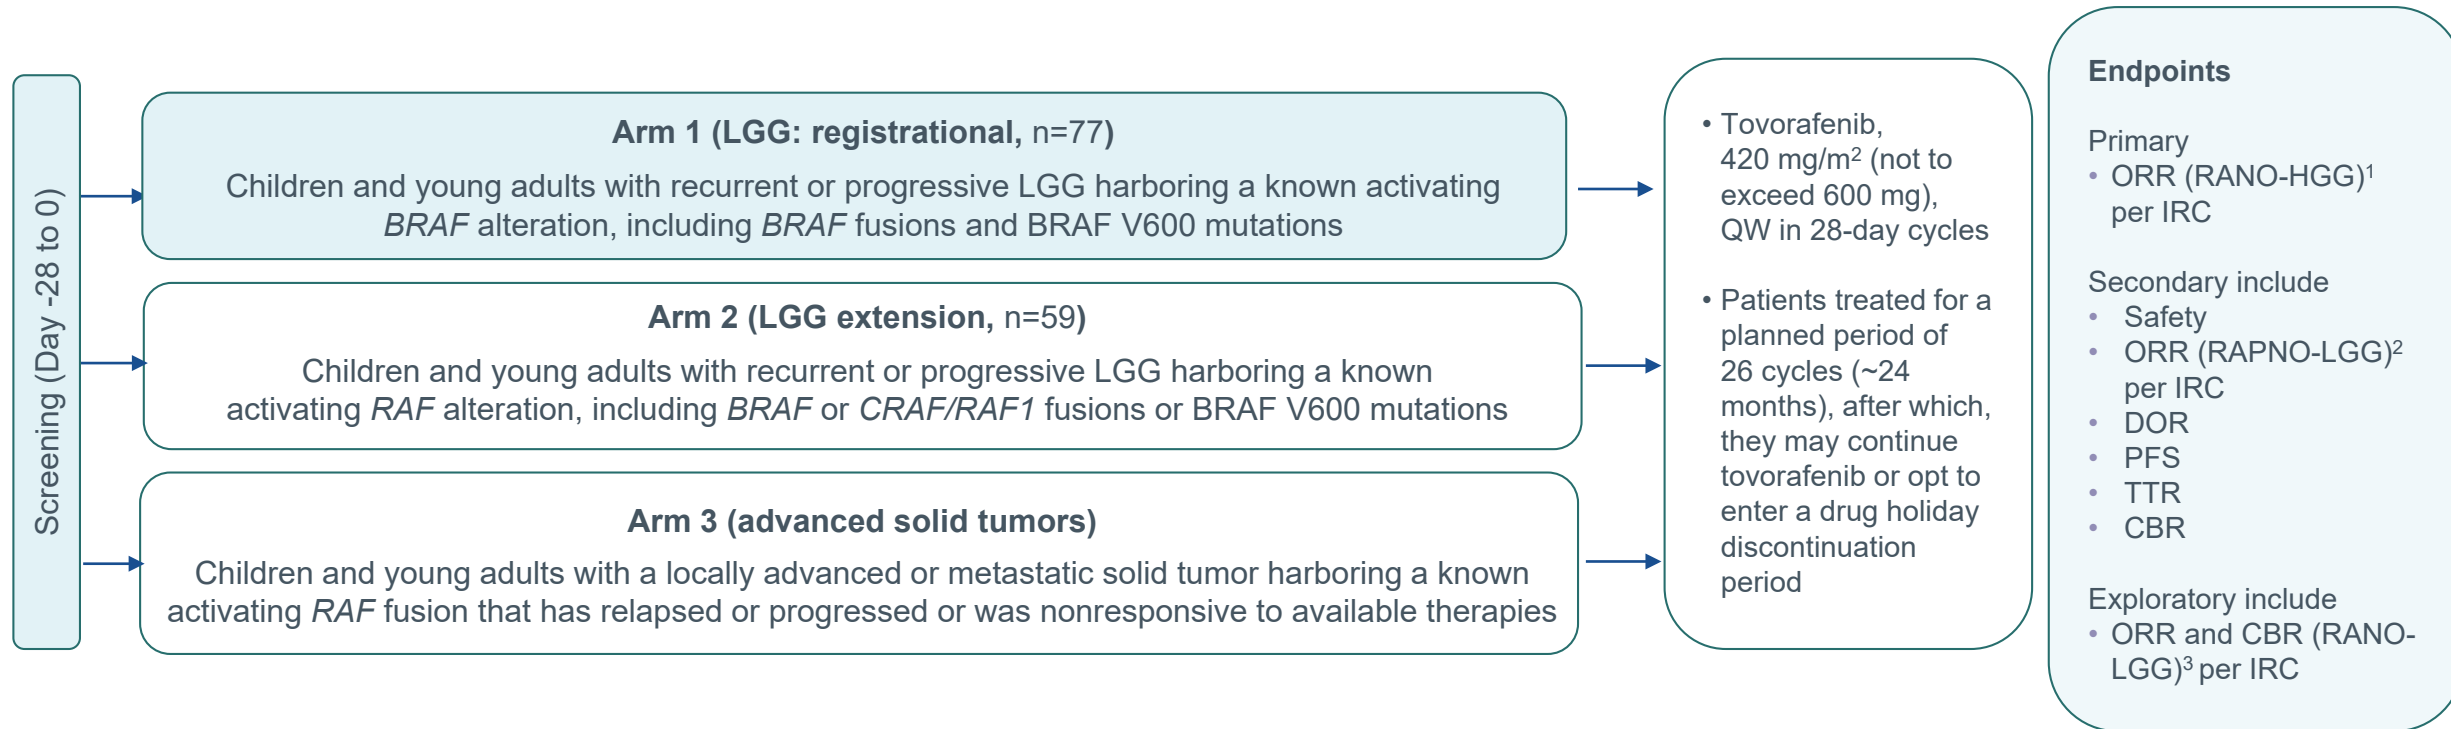 Screening (Day -28 to 0)
Arm 1 (LGG: registrational, n=77)
Children and young adults with recurrent or progressive LGG harboring a known activating
BRAF alteration, including BRAF fusions and BRAF V600 mutations
Arm 2 (LGG extension, n=59)
Children and young adults with recurrent or progressive LGG harboring a known
activating RAF alteration, including BRAF or CRAF/RAF1 fusions or BRAF V600 mutations
Arm 3 (advanced solid tumors)
Children and young adults with a locally advanced or metastatic solid tumor harboring a known
activating RAF fusion that has relapsed or progressed or was nonresponsive to available therapies
• Tovorafenib,
420 mg/m² (not to
exceed 600 mg),
QW in 28-day cycles
• Patients treated for a
planned period of
26 cycles (~24
months), after which,
they may continue
tovorafenib or opt to
enter a drug holiday
discontinuation
period
Endpoints
Primary
• ORR (RANO-HGG)¹
per IRC
Secondary include
• Safety
• ORR (RAPNO-LGG)²
per IRC
• DOR
• PFS
• TTR
• CBR
Exploratory include
• ORR and CBR (RANO-
LGG)³ per IRC